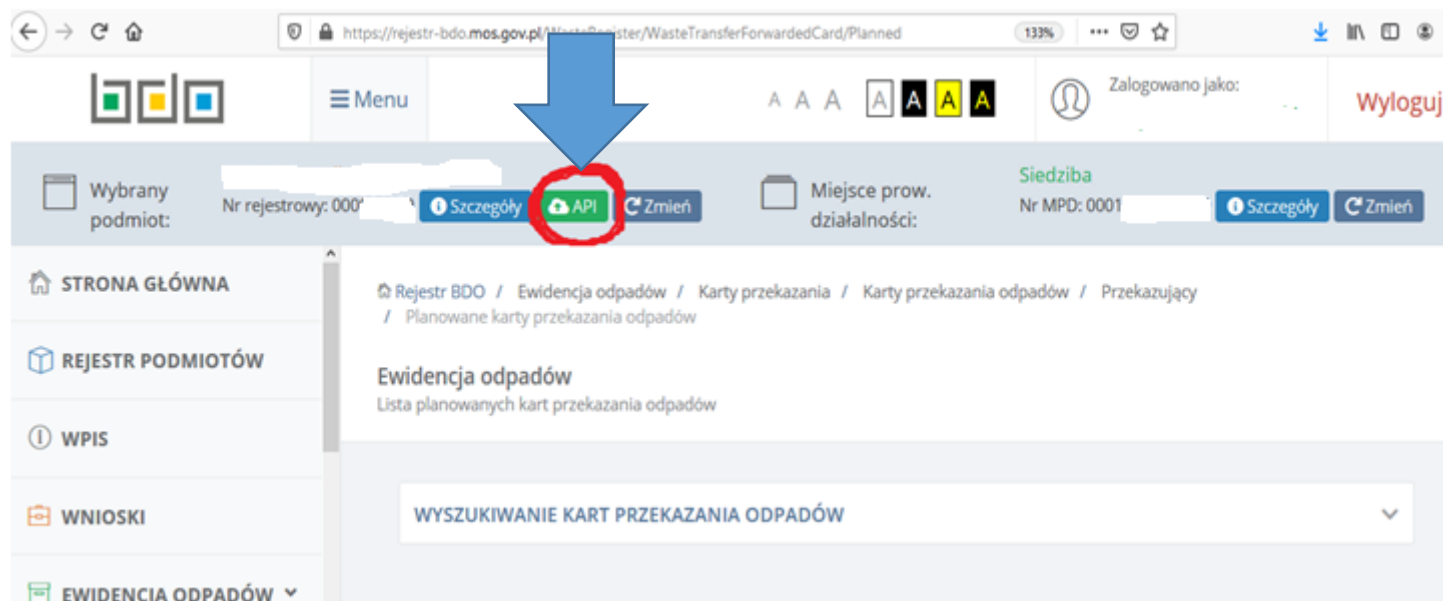 https://rejestr-bdo.mos.gov.pl/WasteRegister/WasteTransferForwardedCard/Planned 133%
bdo Menu A A A A A A A Zalogowano jako: Wyloguj
Wybrany podmiot: Nr rejestrowy: 000 Szczegóły API Zmień Miejsce prow. działalności: Siedziba Nr MPD: 0001 Szczegóły Zmień
STRONA GŁÓWNA
REJESTR PODMIOTÓW
WPIS
WNIOSKI
EWIDENCJA ODPADÓW
Rejestr BDO / Ewidencja odpadów / Karty przekazania / Karty przekazania odpadów / Przekazujący
/ Planowane karty przekazania odpadów
Ewidencja odpadów
Lista planowanych kart przekazania odpadów
WYSZUKIWANIE KART PRZEKAZANIA ODPADÓW